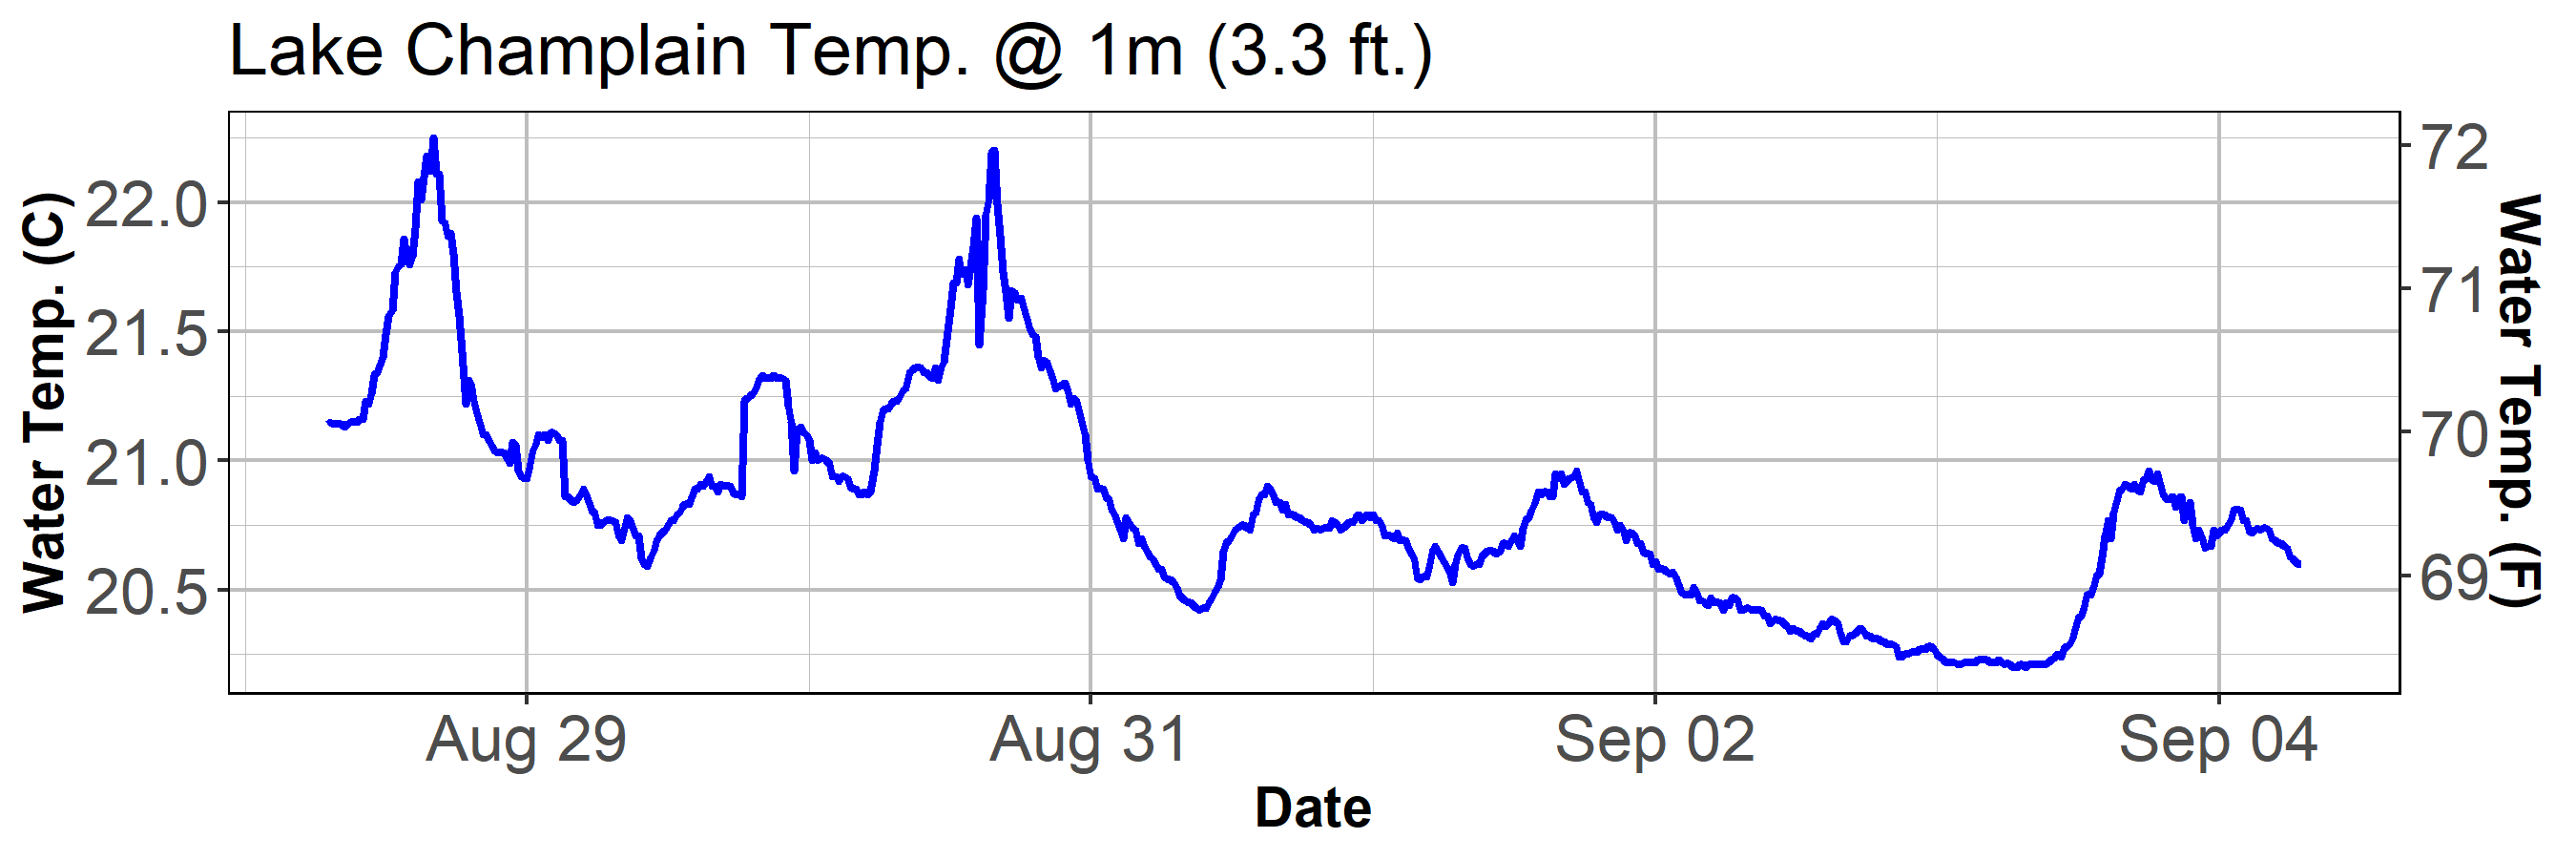 Lake Champlain Temp. @ 1m (3.3 ft.)
Water Temp. (C)
22.0
21.5
21.0
20.5
72
71
70
69
Water Temp. (F)
Aug 29
Aug 31
Sep 02
Sep 04
Date